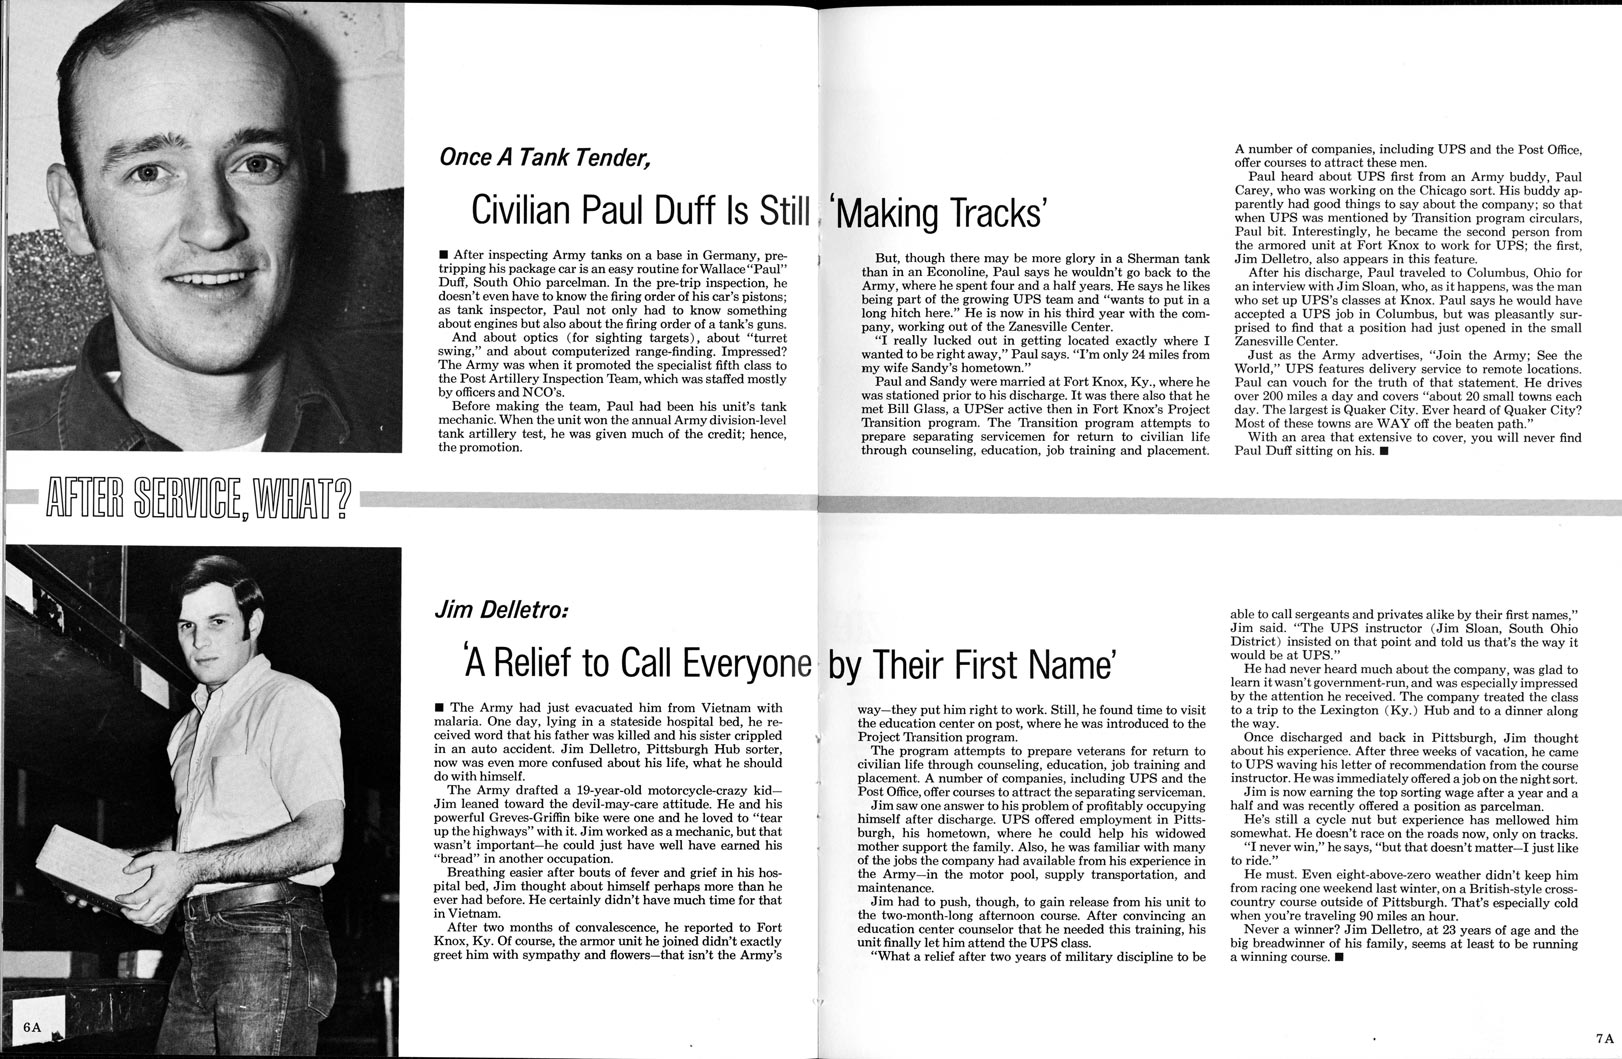 Once A Tank Tender,
Civilian Paul Duff Is Still 'Making Tracks'
■ After inspecting Army tanks on a base in Germany, pre-
tripping his package car is an easy routine for Wallace "Paul"
Duff, South Ohio parcelman. In the pre-trip inspection, he
doesn't even have to know the firing order of his car's pistons;
as tank inspector, Paul not only had to know something
about engines but also about the firing order of a tank's guns.
And about optics (for sighting targets), about "turret
swing," and about computerized range-finding. Impressed?
The Army was when it promoted the specialist fifth class to
the Post Artillery Inspection Team, which was staffed mostly
by officers and NCO's.
Before making the team, Paul had been his unit's tank
mechanic. When the unit won the annual Army division-level
tank artillery test, he was given much of the credit; hence,
the promotion.
But, though there may be more glory in a Sherman tank
than in an Econoline, Paul says he wouldn't go back to the
Army, where he spent four and a half years. He says he likes
being part of the growing UPS team and "wants to put in a
long hitch here." He is now in his third year with the com-
pany, working out of the Zanesville Center.
"I really lucked out in getting located exactly where I
wanted to be right away," Paul says. "I'm only 24 miles from
my wife Sandy's hometown."
Paul and Sandy were married at Fort Knox, Ky., where he
was stationed prior to his discharge. It was there also that he
met Bill Glass, a UPSer active then in Fort Knox's Project
Transition program. The Transition program attempts to
prepare separating servicemen for return to civilian life
through counseling, education, job training and placement.
A number of companies, including UPS and the Post Office,
offer courses to attract these men.
Paul heard about UPS first from an Army buddy, Paul
Carey, who was working on the Chicago sort. His buddy ap-
parently had good things to say about the company; so that
when UPS was mentioned by Transition program circulars,
Paul bit. Interestingly, he became the second person from
the armored unit at Fort Knox to work for UPS; the first,
Jim Delletro, also appears in this feature.
After his discharge, Paul traveled to Columbus, Ohio for
an interview with Jim Sloan, who, as it happens, was the man
who set up UPS's classes at Knox. Paul says he would have
accepted a UPS job in Columbus, but was pleasantly sur-
prised to find that a position had just opened in the small
Zanesville Center.
Just as the Army advertises, "Join the Army; See the
World," UPS features delivery service to remote locations.
Paul can vouch for the truth of that statement. He drives
over 200 miles a day and covers "about 20 small towns each
day. The largest is Quaker City. Ever heard of Quaker City?
Most of these towns are WAY off the beaten path."
With an area that extensive to cover, you will never find
Paul Duff sitting on his. ■
AFTER SERVICE, WHAT?
Jim Delletro:
'A Relief to Call Everyone by Their First Name'
■ The Army had just evacuated him from Vietnam with
malaria. One day, lying in a stateside hospital bed, he re-
ceived word that his father was killed and his sister crippled
in an auto accident. Jim Delletro, Pittsburgh Hub sorter,
now was even more confused about his life, what he should
do with himself.
The Army drafted a 19-year-old motorcycle-crazy kid—
Jim leaned toward the devil-may-care attitude. He and his
powerful Greves-Griffin bike were one and he loved to "tear
up the highways" with it. Jim worked as a mechanic, but that
wasn't important—he could just have well have earned his
"bread" in another occupation.
Breathing easier after bouts of fever and grief in his hos-
pital bed, Jim thought about himself perhaps more than he
ever had before. He certainly didn't have much time for that
in Vietnam.
After two months of convalescence, he reported to Fort
Knox, Ky. Of course, the armor unit he joined didn't exactly
greet him with sympathy and flowers—that isn't the Army's
way—they put him right to work. Still, he found time to visit
the education center on post, where he was introduced to the
Project Transition program.
The program attempts to prepare veterans for return to
civilian life through counseling, education, job training and
placement. A number of companies, including UPS and the
Post Office, offer courses to attract the separating serviceman.
Jim saw one answer to his problem of profitably occupying
himself after discharge. UPS offered employment in Pitts-
burgh, his hometown, where he could help his widowed
mother support the family. Also, he was familiar with many
of the jobs the company had available from his experience in
the Army—in the motor pool, supply transportation, and
maintenance.
Jim had to push, though, to gain release from his unit to
the two-month-long afternoon course. After convincing an
education center counselor that he needed this training, his
unit finally let him attend the UPS class.
"What a relief after two years of military discipline to be
able to call sergeants and privates alike by their first names,"
Jim said. "The UPS instructor (Jim Sloan, South Ohio
District) insisted on that point and told us that's the way it
would be at UPS."
He had never heard much about the company, was glad to
learn it wasn't government-run, and was especially impressed
by the attention he received. The company treated the class
to a trip to the Lexington (Ky.) Hub and to a dinner along
the way.
Once discharged and back in Pittsburgh, Jim thought
about his experience. After three weeks of vacation, he came
to UPS waving his letter of recommendation from the course
instructor. He was immediately offered a job on the night sort.
Jim is now earning the top sorting wage after a year and a
half and was recently offered a position as parcelman.
He's still a cycle nut but experience has mellowed him
somewhat. He doesn't race on the roads now, only on tracks.
"I never win," he says, "but that doesn't matter—I just like
to ride."
He must. Even eight-above-zero weather didn't keep him
from racing one weekend last winter, on a British-style cross-
country course outside of Pittsburgh. That's especially cold
when you're traveling 90 miles an hour.
Never a winner? Jim Delletro, at 23 years of age and the
big breadwinner of his family, seems at least to be running
a winning course. ■
6A
7A